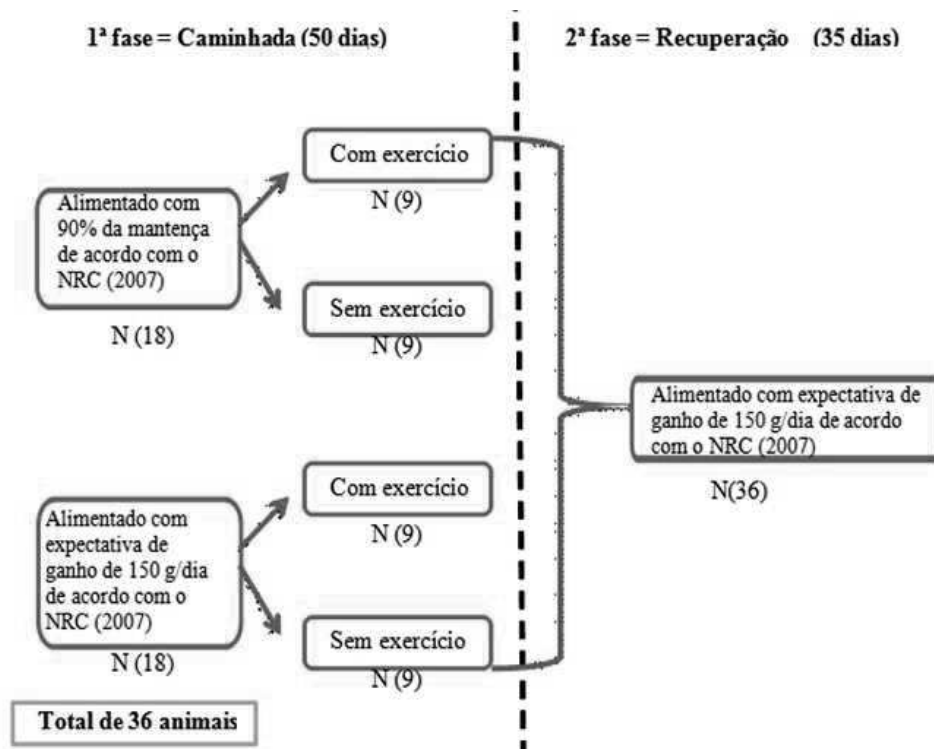 1ª fase = Caminhada (50 dias)
2ª fase = Recuperação (35 dias)
Com exercício
N (9)
Alimentado com
90% da mantença
de acordo com o
NRC (2007)
N (18)
Sem exercício
N (9)
Alimentado com expectativa de
ganho de 150 g/dia de acordo
com o NRC (2007)
N(36)
Com exercício
N (9)
Alimentado com
expectativa de
ganho de 150 g/dia
de acordo com o
NRC (2007)
N (18)
Sem exercício
N (9)
Total de 36 animais